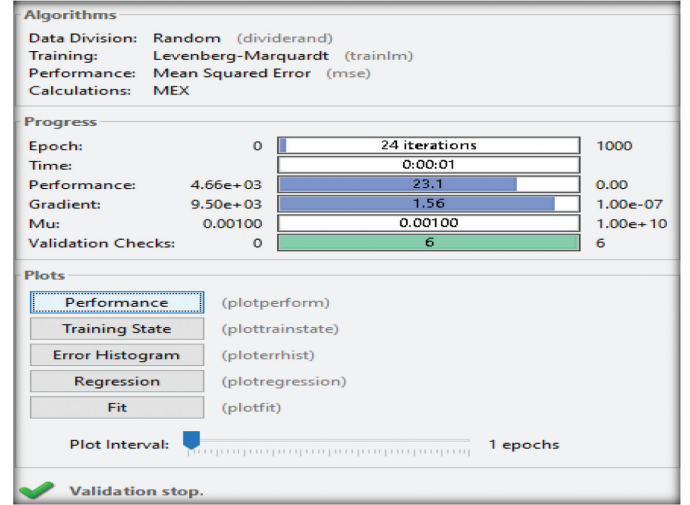 Algorithms
Data Division: Random (dividerand)
Training: Levenberg-Marquardt (trainlm)
Performance: Mean Squared Error (mse)
Calculations: MEX
Progress
Epoch: 0 24 iterations 1000
Time: 0:00:01
Performance: 4.66e+03 23.1 0.00
Gradient: 9.50e+03 1.56 1.00e-07
Mu: 0.00100 0.00100 1.00e+10
Validation Checks: 0 6 6
Plots
Performance (plotperform)
Training State (plottrainstate)
Error Histogram (ploterrhist)
Regression (plotregression)
Fit (plotfit)
Plot Interval: 1 epochs
Validation stop.